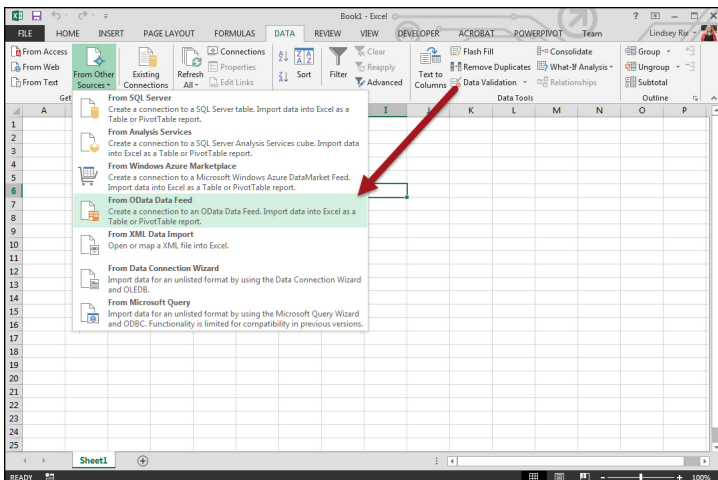 Book1 - Excel
FILE HOME INSERT PAGE LAYOUT FORMULAS DATA REVIEW VIEW DEVELOPER ACROBAT POWERPIVOT Team Lindsey Rix
From Access
From Web
From Text
From Other Sources
Existing Connections
Refresh All
Connections
Properties
Edit Links
Sort
Filter
Clear
Reapply
Advanced
Text to Columns
Flash Fill
Remove Duplicates
Data Validation
Consolidate
What-If Analysis
Relationships
Group
Ungroup
Subtotal
Get
Data Tools
Outline
A I K L M N O P
From SQL Server
Create a connection to a SQL Server table. Import data into Excel as a
Table or PivotTable report.
From Analysis Services
Create a connection to a SQL Server Analysis Services cube. Import data
into Excel as a Table or PivotTable report.
From Windows Azure Marketplace
Create a connection to a Microsoft Windows Azure DataMarket Feed.
Import data into Excel as a Table or PivotTable report.
From OData Data Feed
Create a connection to an OData Data Feed. Import data into Excel as a
Table or PivotTable report.
From XML Data Import
Open or map a XML file into Excel.
From Data Connection Wizard
Import data for an unlisted format by using the Data Connection Wizard
and OLEDB.
From Microsoft Query
Import data for an unlisted format by using the Microsoft Query Wizard
and ODBC. Functionality is limited for compatibility in previous versions.
1
2
3
4
5
6
7
8
9
10
11
12
13
14
15
16
17
18
19
20
21
22
23
24
25
Sheet1
READY 100%